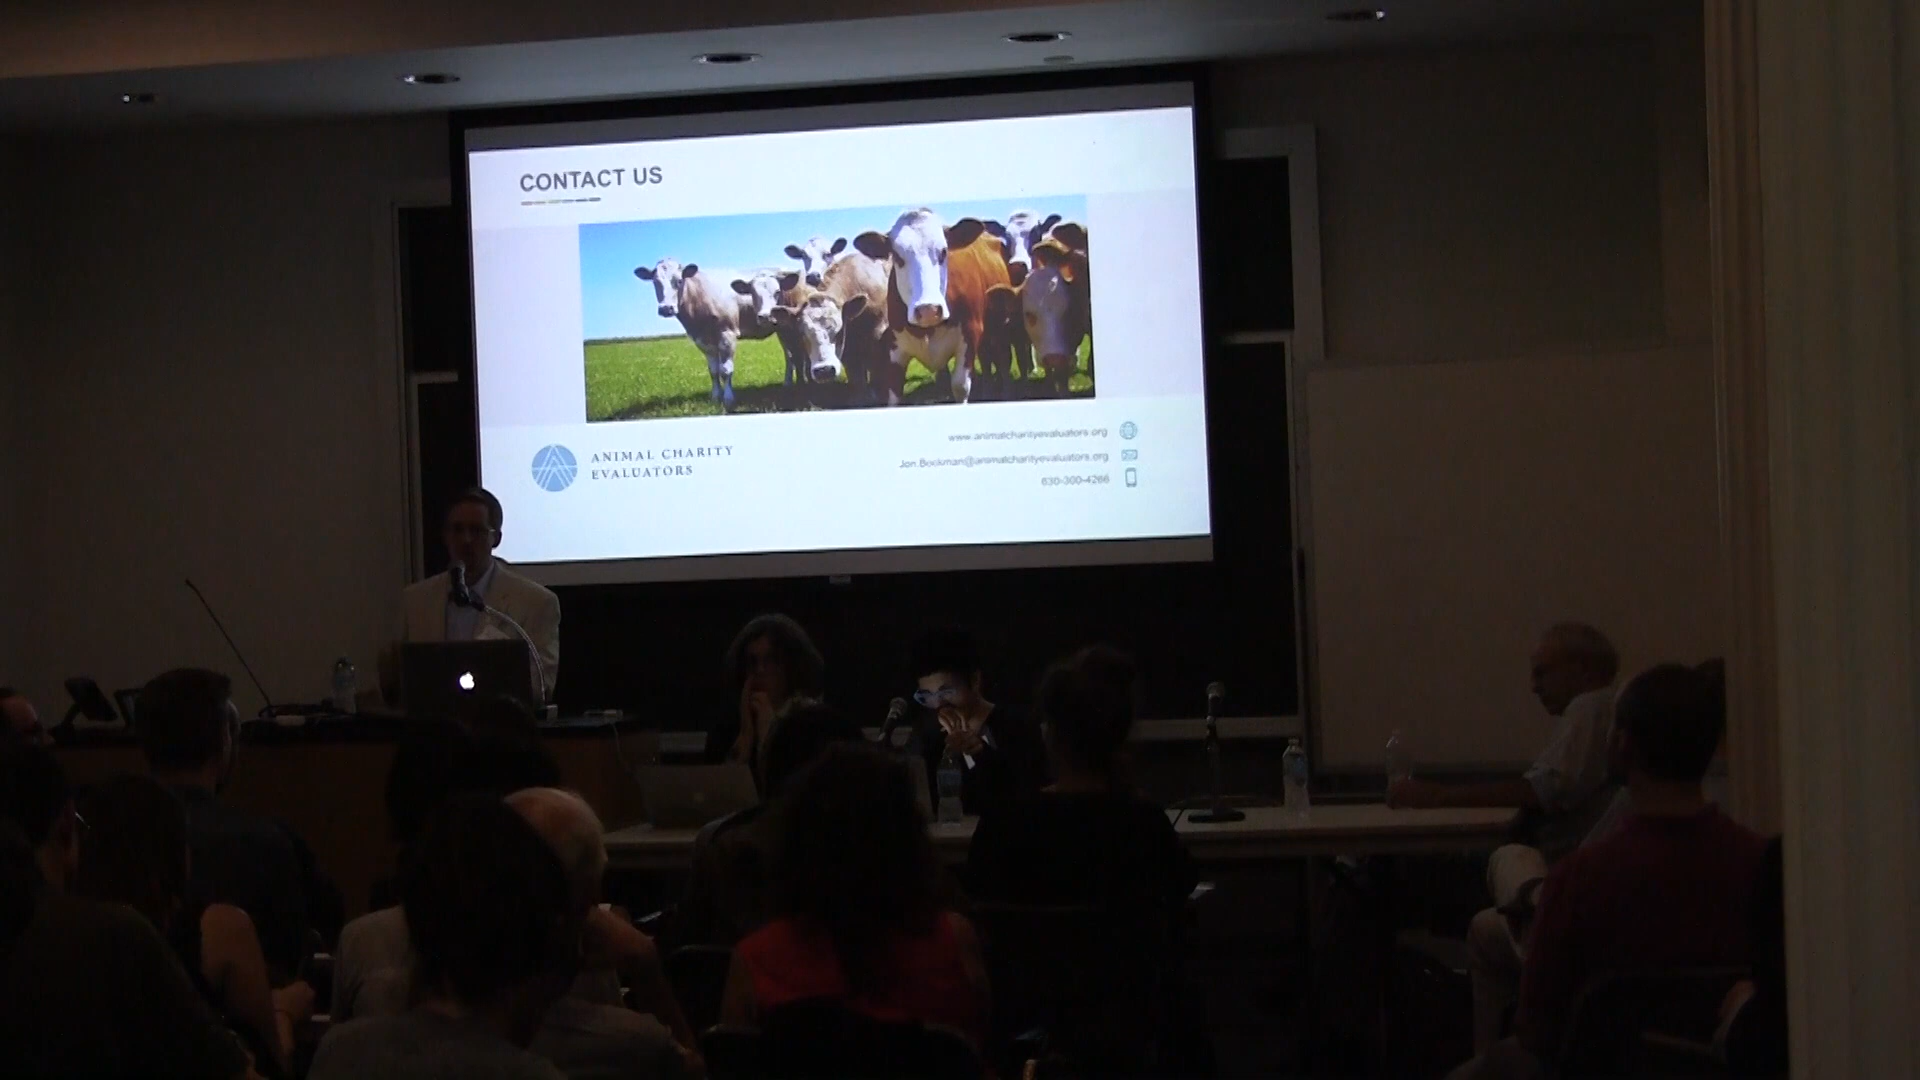 CONTACT US
ANIMAL CHARITY
EVALUATORS
www.animalcharityevaluators.org
Jon.Bockman@animalcharityevaluators.org
630-300-4266